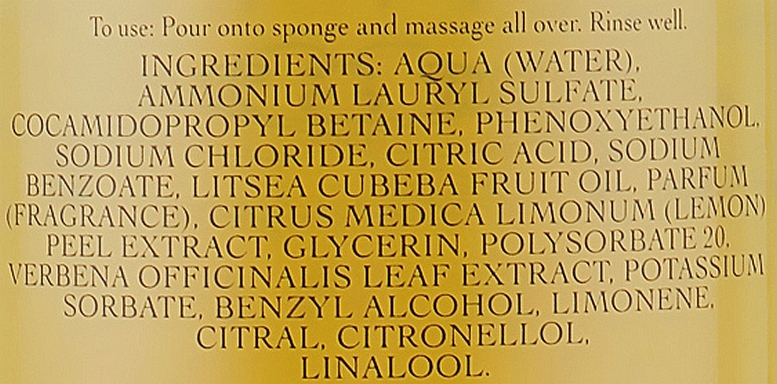 To use: Pour onto sponge and massage all over. Rinse well.
INGREDIENTS: AQUA (WATER),
AMMONIUM LAURYL SULFATE,
COCAMIDOPROPYL BETAINE, PHENOXYETHANOL,
SODIUM CHLORIDE, CITRIC ACID, SODIUM
BENZOATE, LITSEA CUBEBA FRUIT OIL, PARFUM
(FRAGRANCE), CITRUS MEDICA LIMONUM (LEMON)
PEEL EXTRACT, GLYCERIN, POLYSORBATE 20,
VERBENA OFFICINALIS LEAF EXTRACT, POTASSIUM
SORBATE, BENZYL ALCOHOL, LIMONENE,
CITRAL, CITRONELLOL,
LINALOOL.